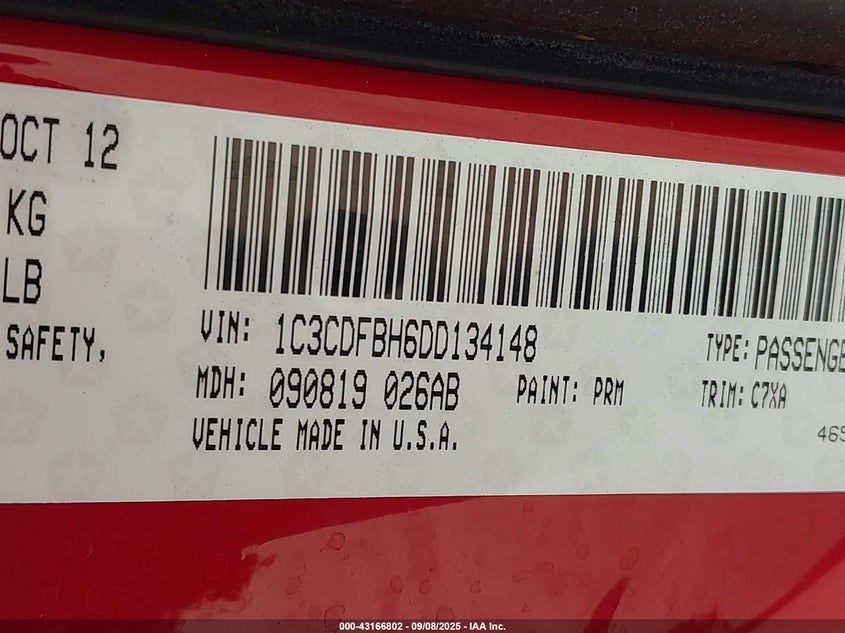 OCT 12
KG
LB
SAFETY,
VIN: 1C3CDFBH6DD134148
TYPE: PASSENGE
MDH: 090819 026AB PAINT: PRM TRIM: C7XA
VEHICLE MADE IN U.S.A.
465
000-43166802 - 09/08/2025 - IAA Inc.